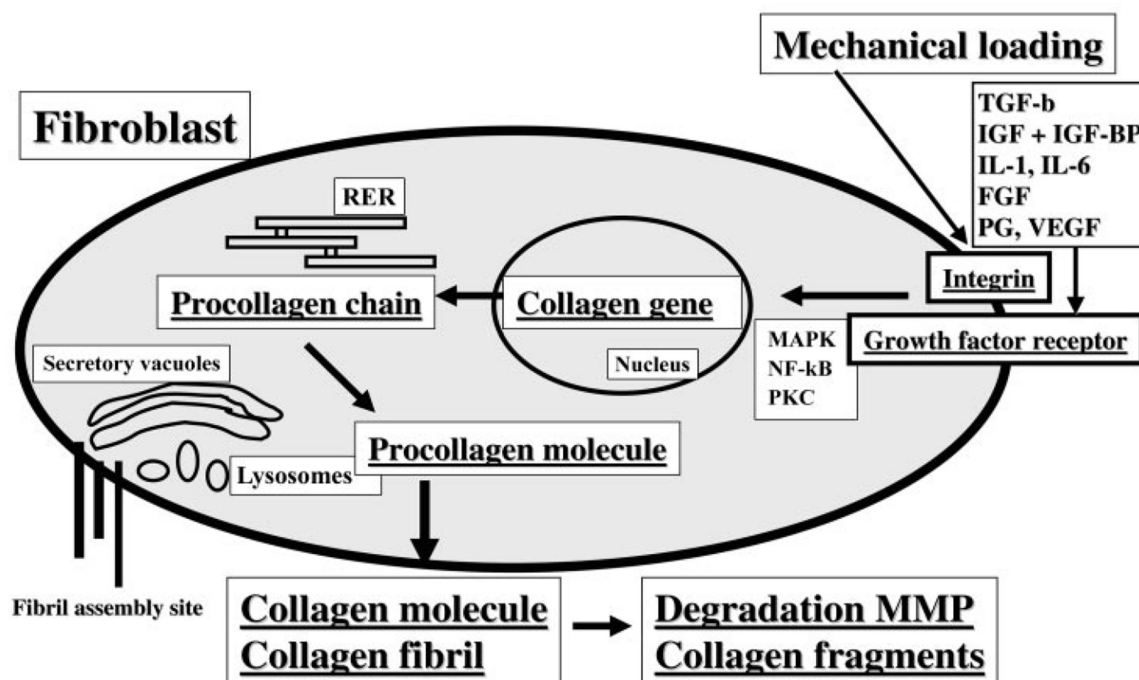 Mechanical loading
TGF-b
IGF + IGF-BP
IL-1, IL-6
FGF
PG, VEGF
Fibroblast
RER
Integrin
Procollagen chain
Collagen gene
Growth factor receptor
MAPK
NF-kB
PKC
Nucleus
Secretory vacuoles
Procollagen molecule
Lysosomes
Fibril assembly site
Collagen molecule
Collagen fibril
Degradation MMP
Collagen fragments